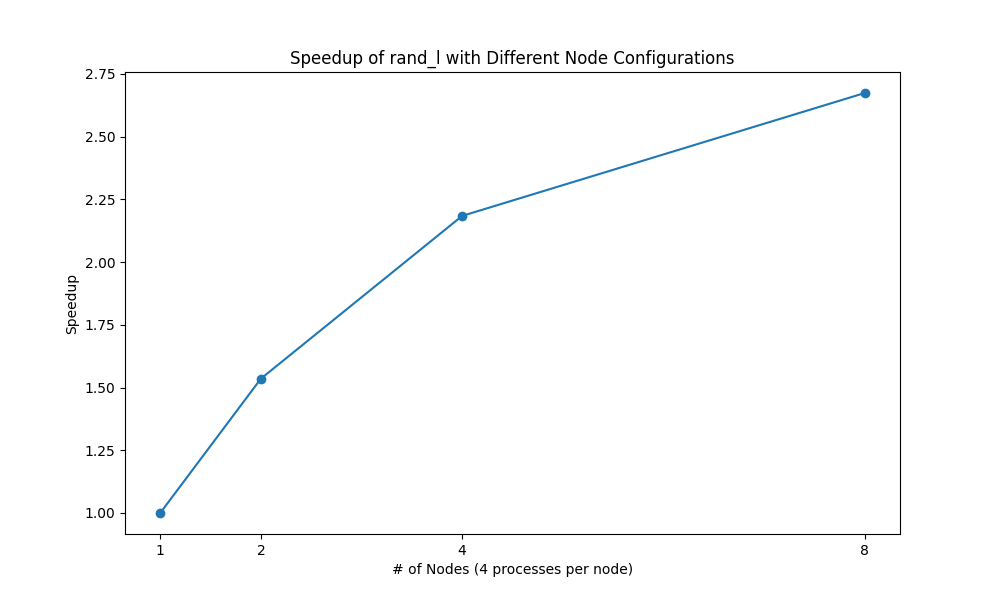 Speedup of rand_l with Different Node Configurations
2.75
2.50
2.25
2.00
1.75
1.50
1.25
1.00
Speedup
1 2 4 8
# of Nodes (4 processes per node)